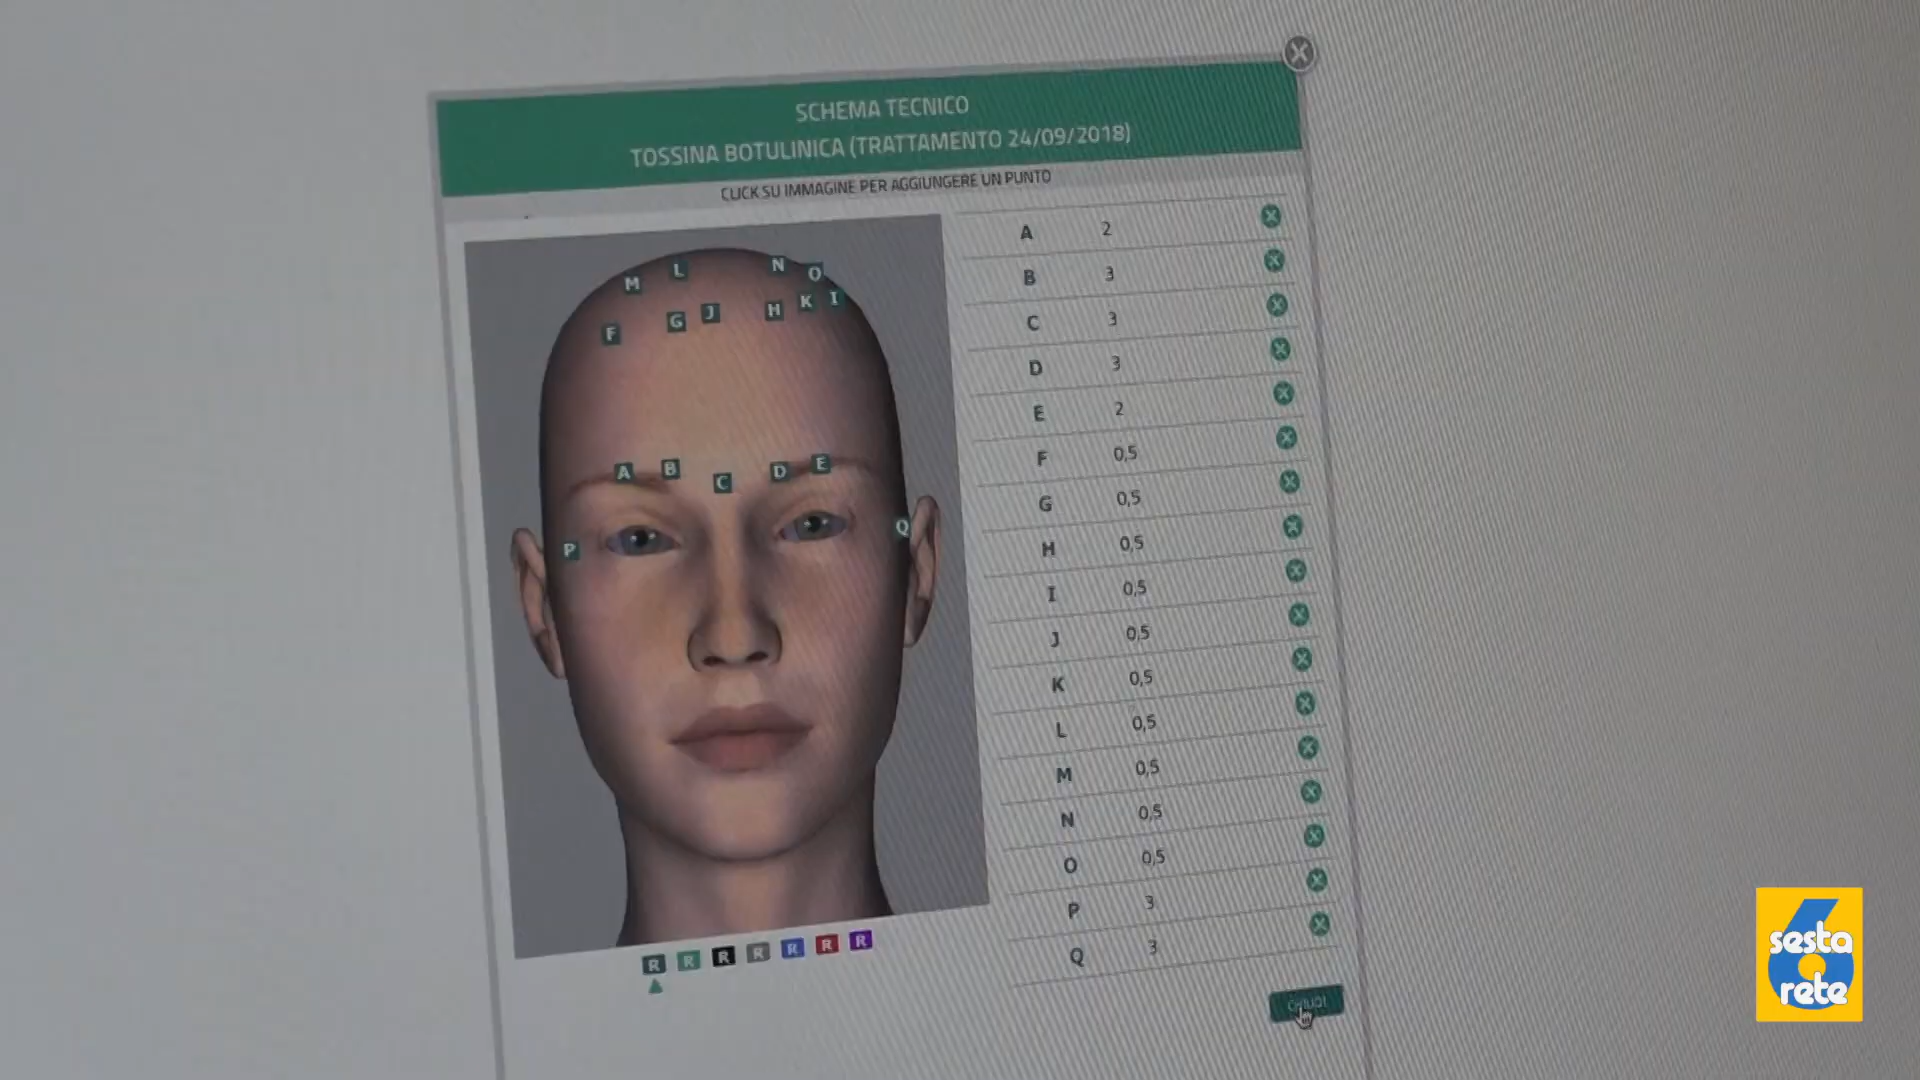 SCHEMA TECNICO
TOSSINA BOTULINICA (TRATTAMENTO 24/09/2018)
CLICK SU IMMAGINE PER AGGIUNGERE UN PUNTO
M L N O
F G J H K I
A B C D E
P Q
R R R R R R R
A 2
B 3
C 3
D 3
E 2
F 0,5
G 0,5
H 0,5
I 0,5
J 0,5
K 0,5
L 0,5
M 0,5
N 0,5
O 0,5
P 3
Q 3
CHIUDI
6
sesta
rete